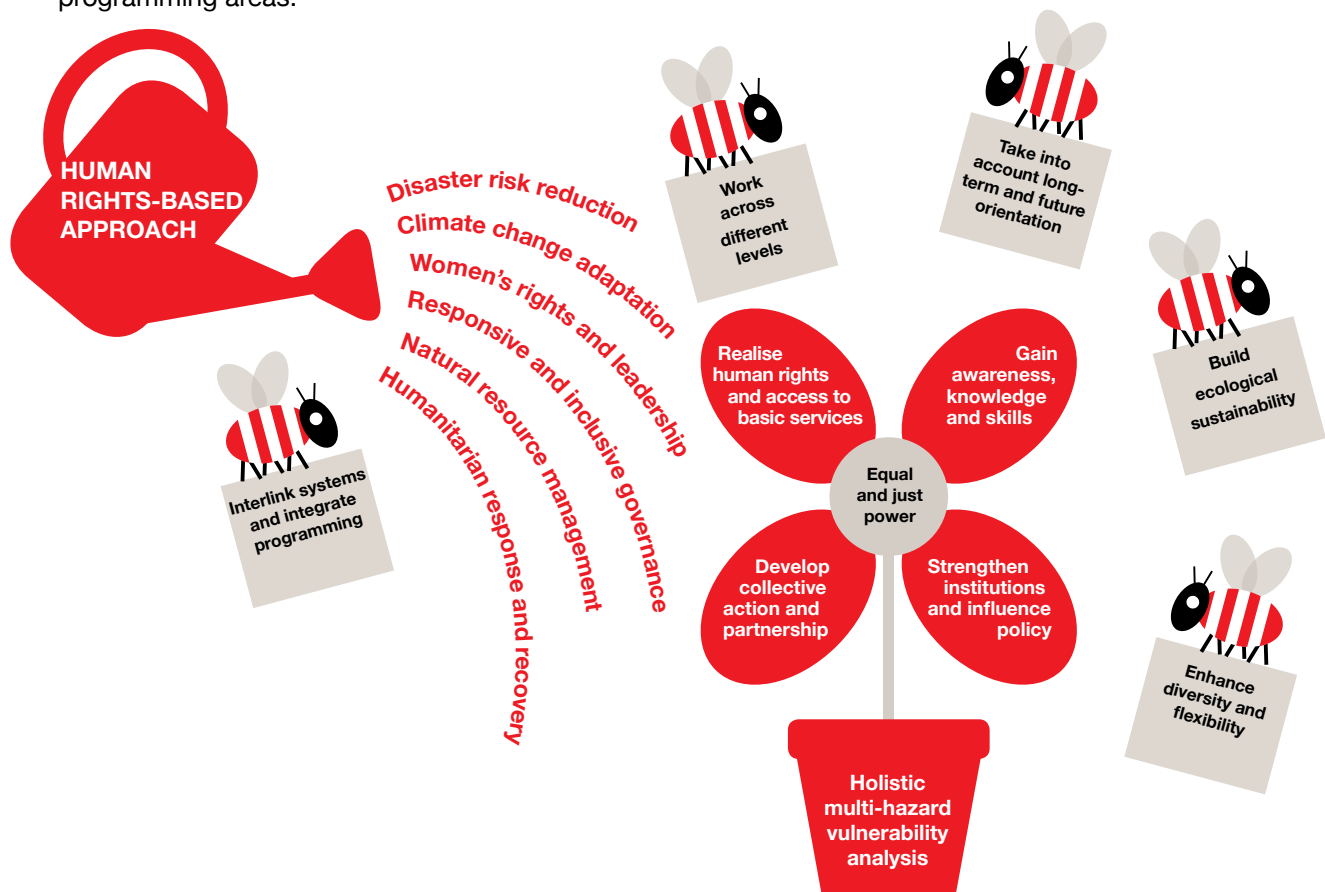 programming areas.
HUMAN
RIGHTS-BASED
APPROACH
Disaster risk reduction
Climate change adaptation
Women's rights and leadership
Responsive and inclusive governance
Natural resource management
Humanitarian response and recovery
Interlink systems
and integrate
programming
Work
across
different
levels
Take into
account long-
term and future
orientation
Build
ecological
sustainability
Enhance
diversity and
flexibility
Realise
human rights
and access to
basic services
Gain
awareness,
knowledge
and skills
Equal
and just
power
Develop
collective
action and
partnership
Strengthen
institutions
and influence
policy
Holistic
multi-hazard
vulnerability
analysis